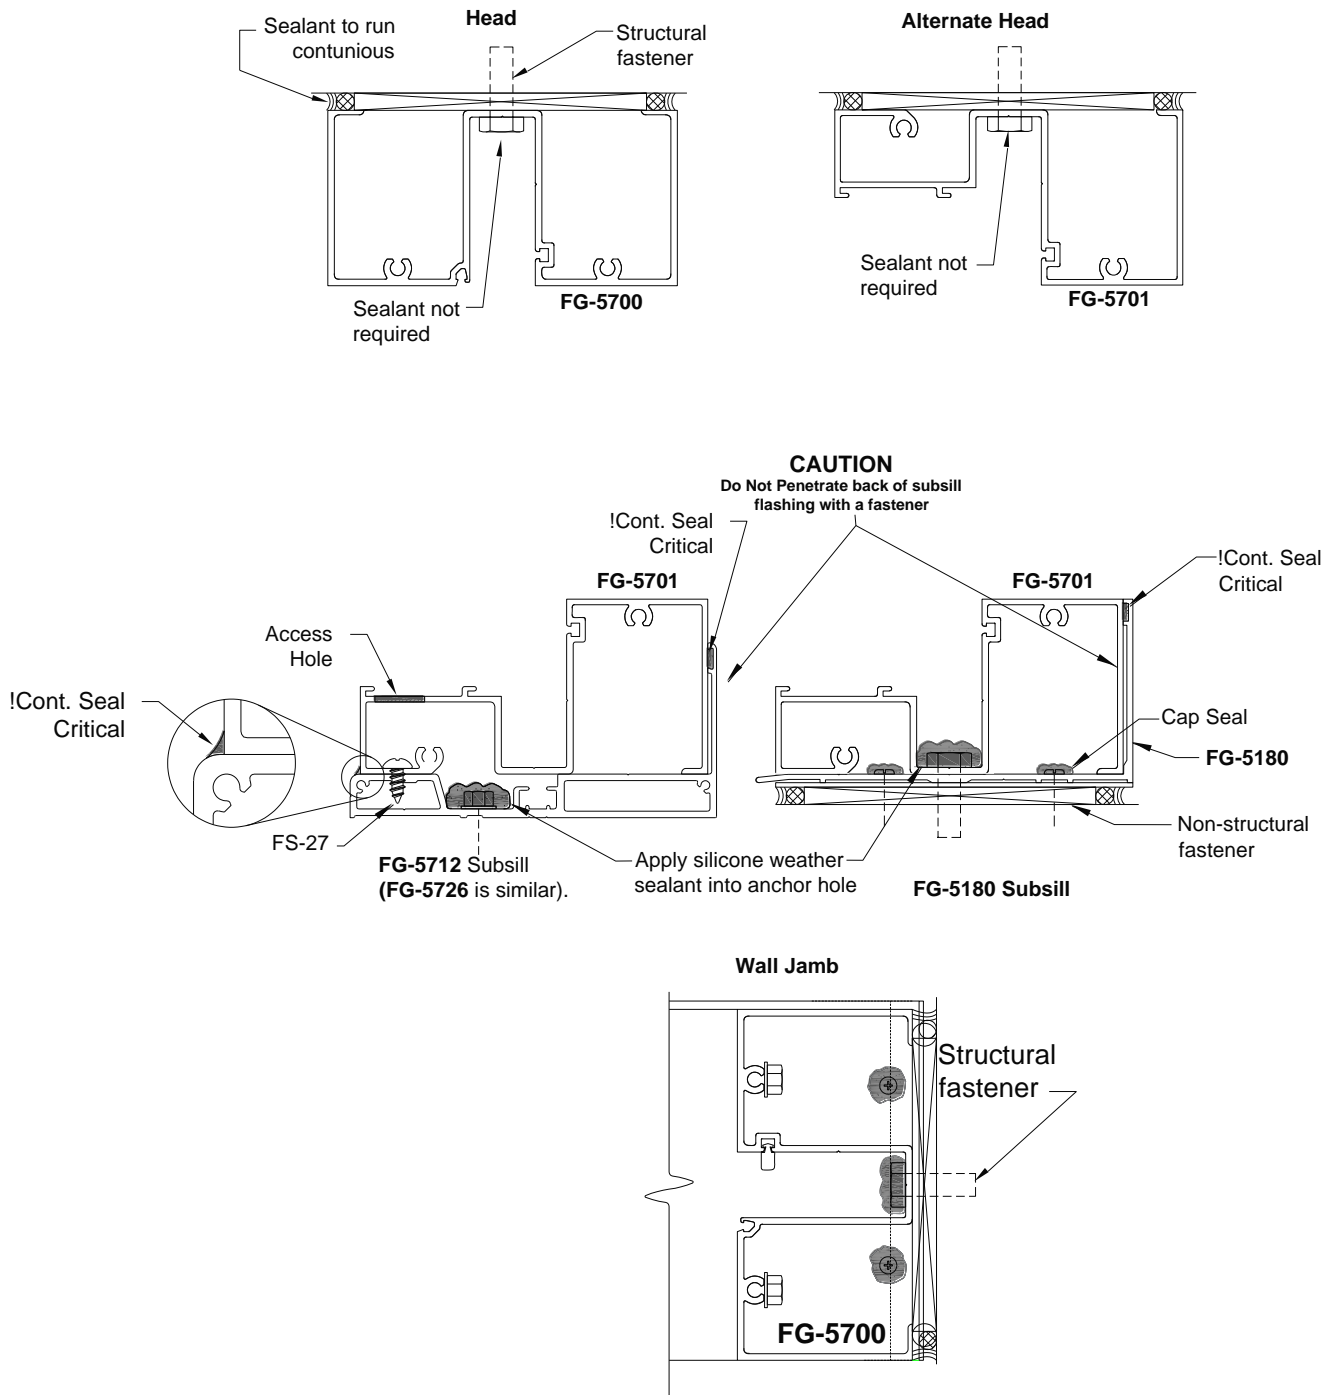 Head
Sealant to run
contunious
Structural
fastener
Sealant not
required
FG-5700
Alternate Head
Sealant not
required
FG-5701
CAUTION
Do Not Penetrate back of subsill
flashing with a fastener
!Cont. Seal
Critical
FG-5701
Access
Hole
!Cont. Seal
Critical
FS-27
FG-5712 Subsill
(FG-5726 is similar).
Apply silicone weather
sealant into anchor hole
FG-5701
!Cont. Seal
Critical
Cap Seal
FG-5180
Non-structural
fastener
FG-5180 Subsill
Wall Jamb
Structural
fastener
FG-5700